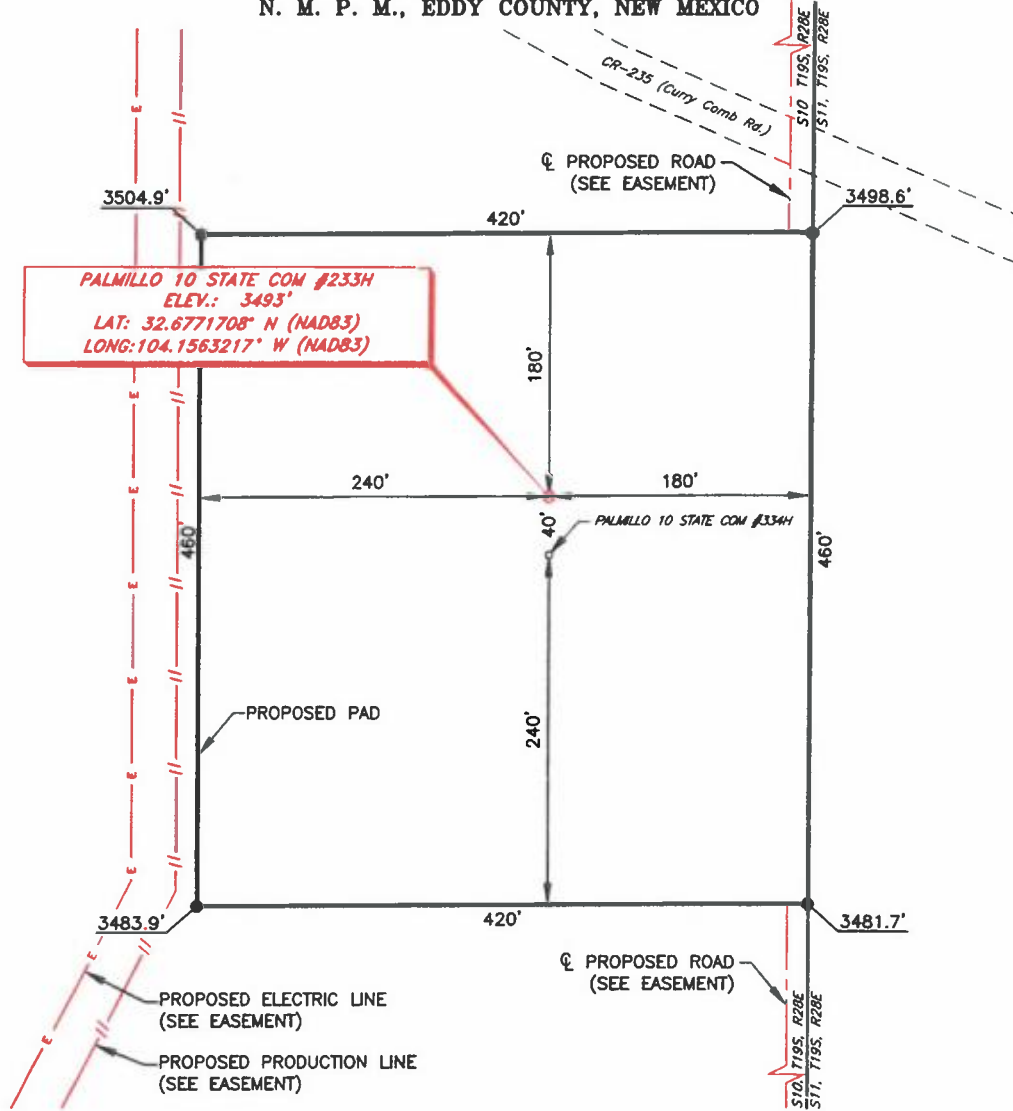 N. M. P. M., EDDY COUNTY, NEW MEXICO
S10 T19S, R28E
S11, T19S, R28E
CR-235 (Curry Comb Rd.)
℄ PROPOSED ROAD
(SEE EASEMENT)
3504.9'
3498.6'
420'
PALMILLO 10 STATE COM #233H
ELEV.: 3493'
LAT: 32.6771708° N (NAD83)
LONG:104.1563217° W (NAD83)
180'
240'
180'
40'
PALMILLO 10 STATE COM #334H
460'
460'
PROPOSED PAD
240'
E
E
E
E
E
E
E
3483.9'
3481.7'
420'
℄ PROPOSED ROAD
(SEE EASEMENT)
PROPOSED ELECTRIC LINE
(SEE EASEMENT)
PROPOSED PRODUCTION LINE
(SEE EASEMENT)
S10, T19S, R28E
S11, T19S, R28E